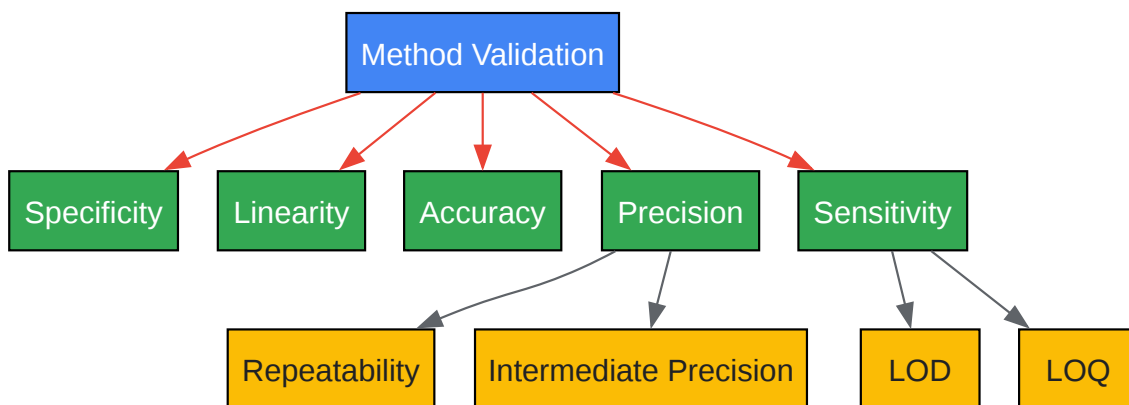 Method Validation
Specificity
Linearity
Accuracy
Precision
Sensitivity
Repeatability
Intermediate Precision
LOD
LOQ